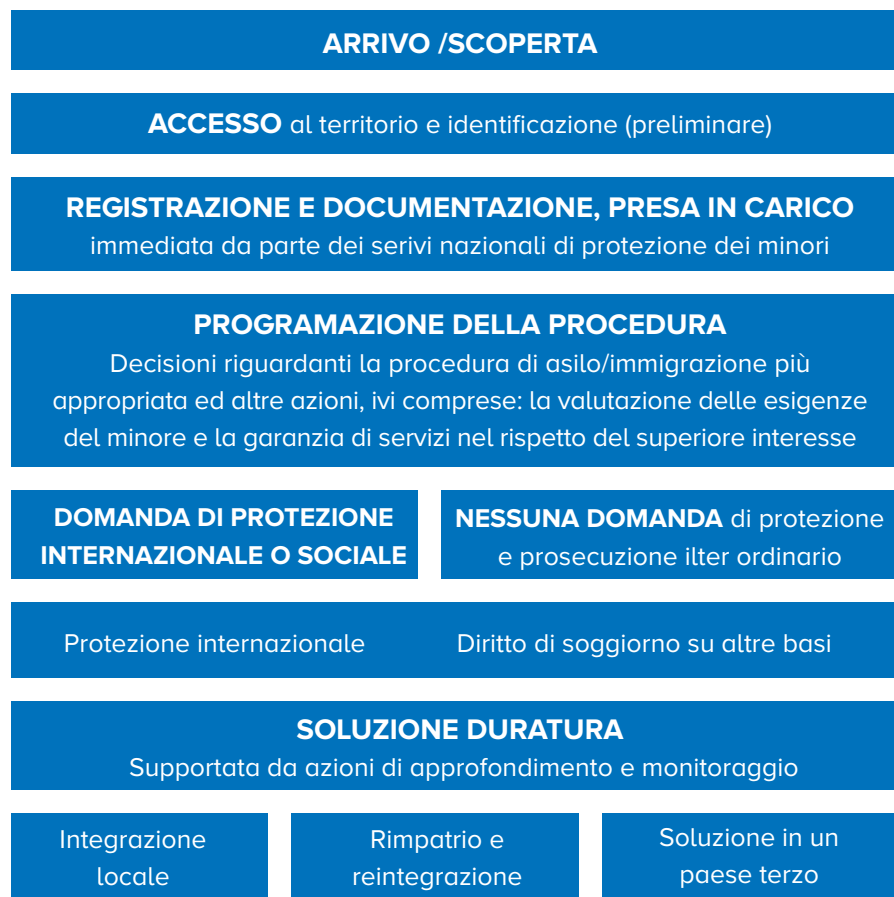 ARRIVO /SCOPERTA
ACCESSO al territorio e identificazione (preliminare)
REGISTRAZIONE E DOCUMENTAZIONE, PRESA IN CARICO
immediata da parte dei serivi nazionali di protezione dei minori
PROGRAMAZIONE DELLA PROCEDURA
Decisioni riguardanti la procedura di asilo/immigrazione più
appropriata ed altre azioni, ivi comprese: la valutazione delle esigenze
del minore e la garanzia di servizi nel rispetto del superiore interesse
DOMANDA DI PROTEZIONE
INTERNAZIONALE O SOCIALE
NESSUNA DOMANDA di protezione
e prosecuzione ilter ordinario
Protezione internazionale
Diritto di soggiorno su altre basi
SOLUZIONE DURATURA
Supportata da azioni di approfondimento e monitoraggio
Integrazione
locale
Rimpatrio e
reintegrazione
Soluzione in un
paese terzo